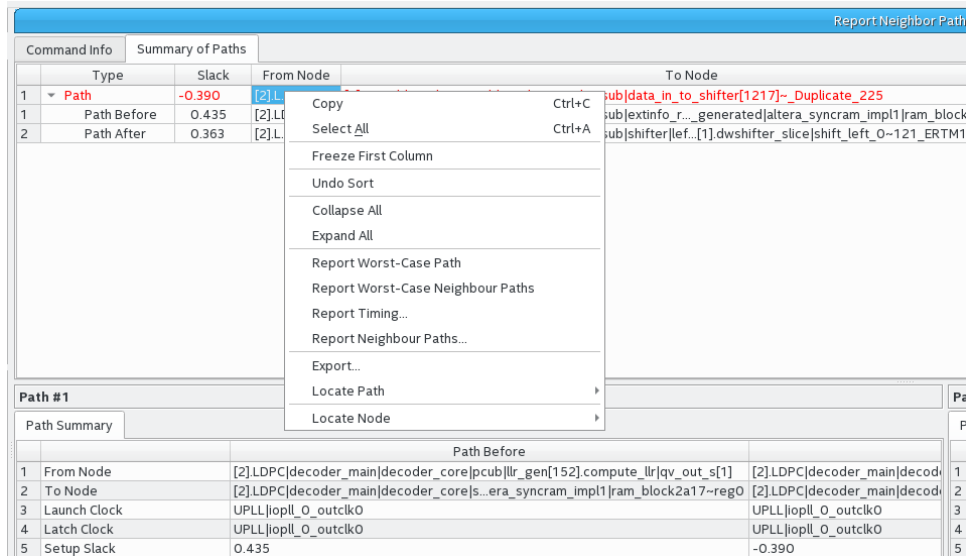 Report Neighbor Path
Command Info Summary of Paths
Type Slack From Node To Node
1 Path -0.390 [2].L. sub|data_in_to_shifter[1217]~_Duplicate_225
1 Path Before 0.435 sub|extinfo_r..._generated|altera_syncram_impl1|ram_block
2 Path After 0.363 [2].L. sub|shifter|lef...[1].dwshifter_slice|shift_left_0~121_ERTM1
Copy Ctrl+C
Select All Ctrl+A
Freeze First Column
Undo Sort
Collapse All
Expand All
Report Worst-Case Path
Report Worst-Case Neighbour Paths
Report Timing...
Report Neighbour Paths...
Export...
Locate Path
Locate Node
Path #1 Pa
Path Summary P
Path Before
1 From Node [2].LDPC|decoder_main|decoder_core|pcub|llr_gen[152].compute_llr|qv_out_s[1] [2].LDPC|decoder_main|decode 1
2 To Node [2].LDPC|decoder_main|decoder_core|s...era_syncram_impl1|ram_block2a17~reg0 [2].LDPC|decoder_main|decode 2
3 Launch Clock UPLL|iopll_0_outclk0 UPLL|iopll_0_outclk0 3
4 Latch Clock UPLL|iopll_0_outclk0 UPLL|iopll_0_outclk0 4
5 Setup Slack 0.435 -0.390 5